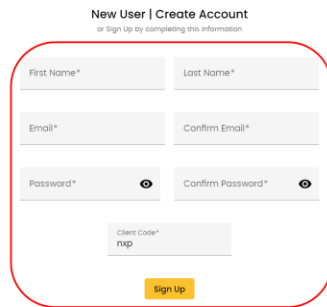 New User | Create Account
or Sign Up by completing this information
First Name* Last Name*
Email* Confirm Email*
Password* Confirm Password*
Client Code*
nxp
Sign Up